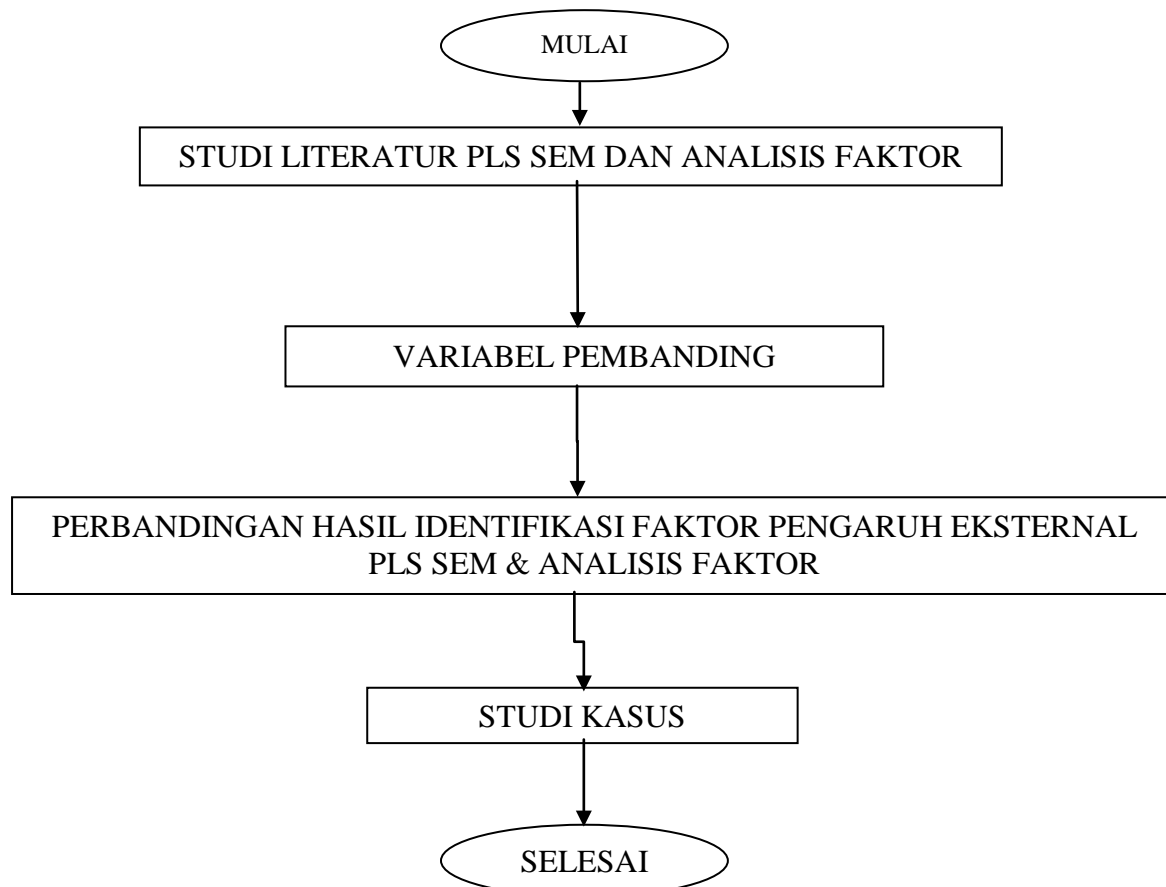 MULAI
STUDI LITERATUR PLS SEM DAN ANALISIS FAKTOR
VARIABEL PEMBANDING
PERBANDINGAN HASIL IDENTIFIKASI FAKTOR PENGARUH EKSTERNAL
PLS SEM & ANALISIS FAKTOR
STUDI KASUS
SELESAI